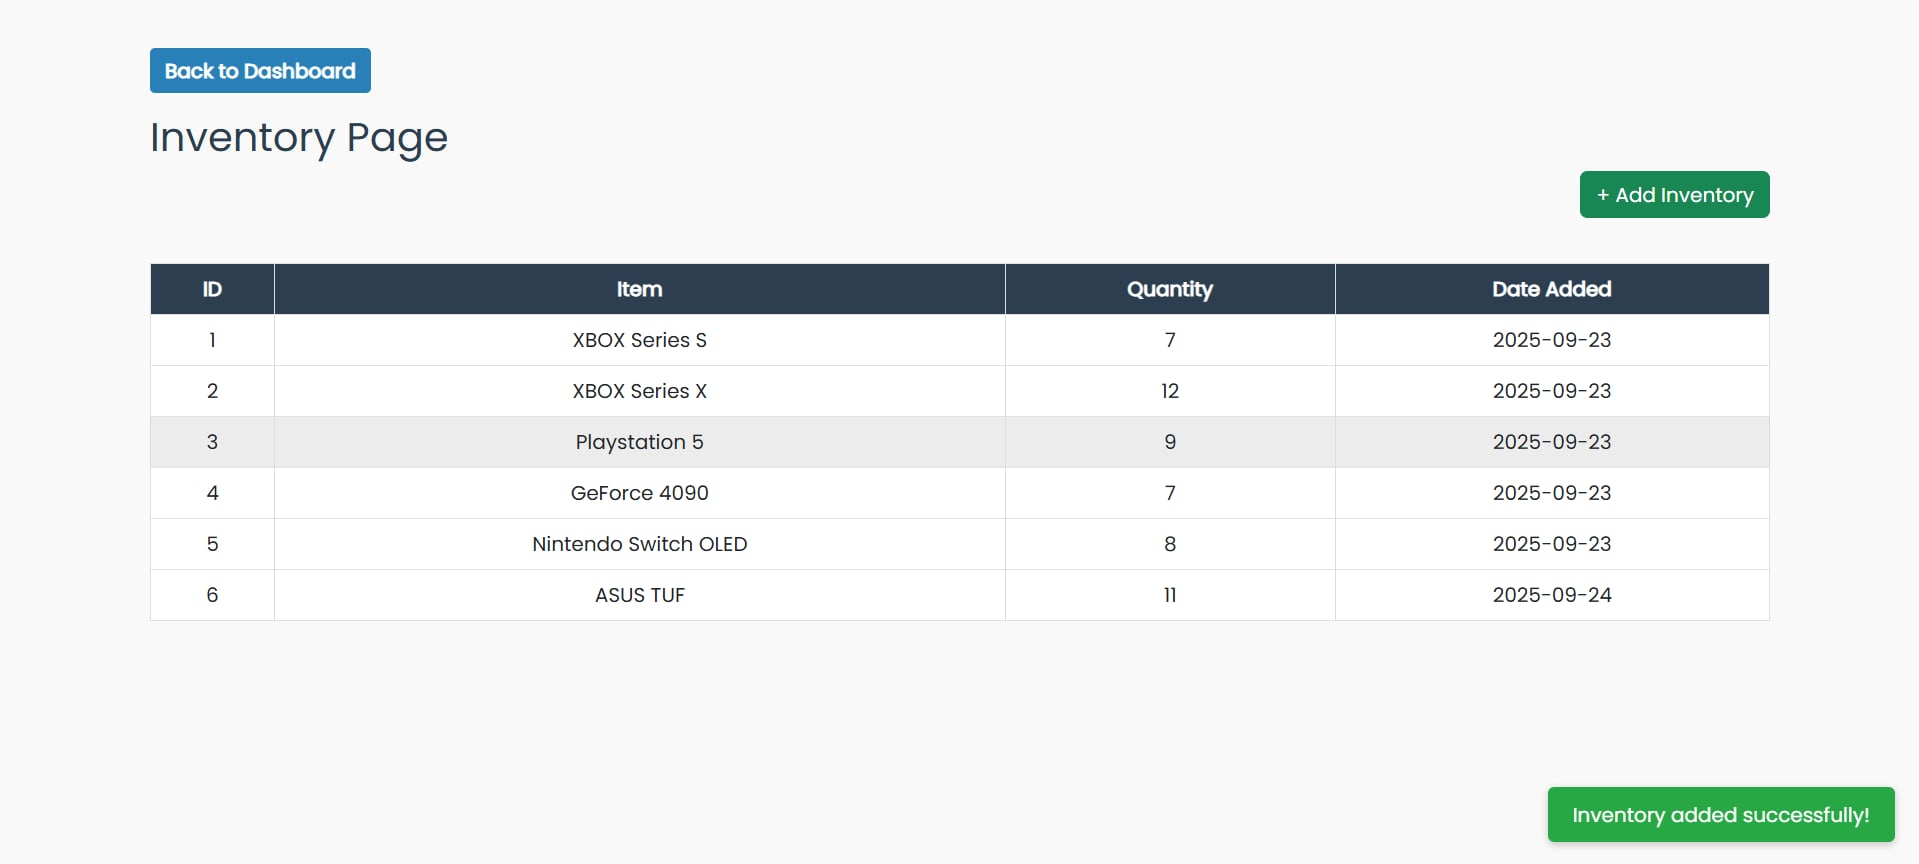 Back to Dashboard
Inventory Page
+ Add Inventory
ID Item Quantity Date Added
1 XBOX Series S 7 2025-09-23
2 XBOX Series X 12 2025-09-23
3 Playstation 5 9 2025-09-23
4 GeForce 4090 7 2025-09-23
5 Nintendo Switch OLED 8 2025-09-23
6 ASUS TUF 11 2025-09-24
Inventory added successfully!